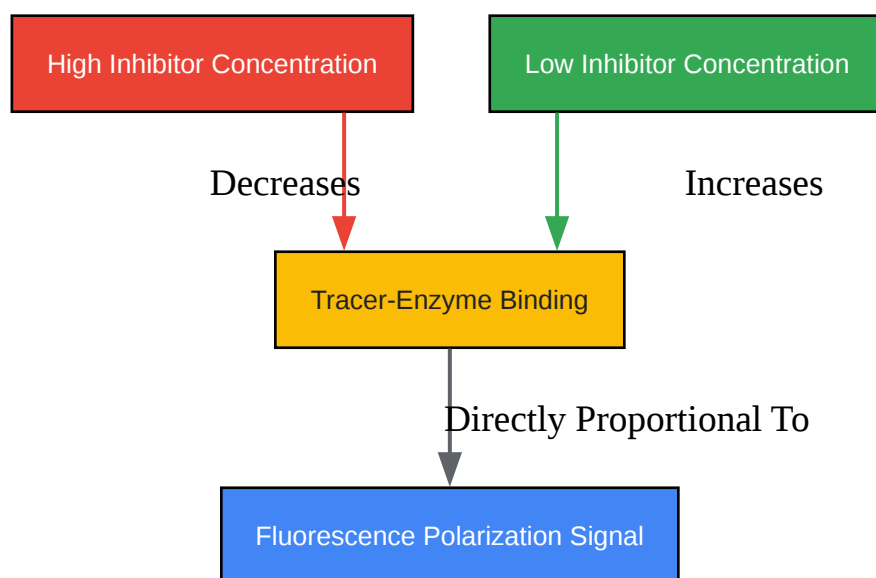 High Inhibitor Concentration
Low Inhibitor Concentration
Decreases
Increases
Tracer-Enzyme Binding
Directly Proportional To
Fluorescence Polarization Signal